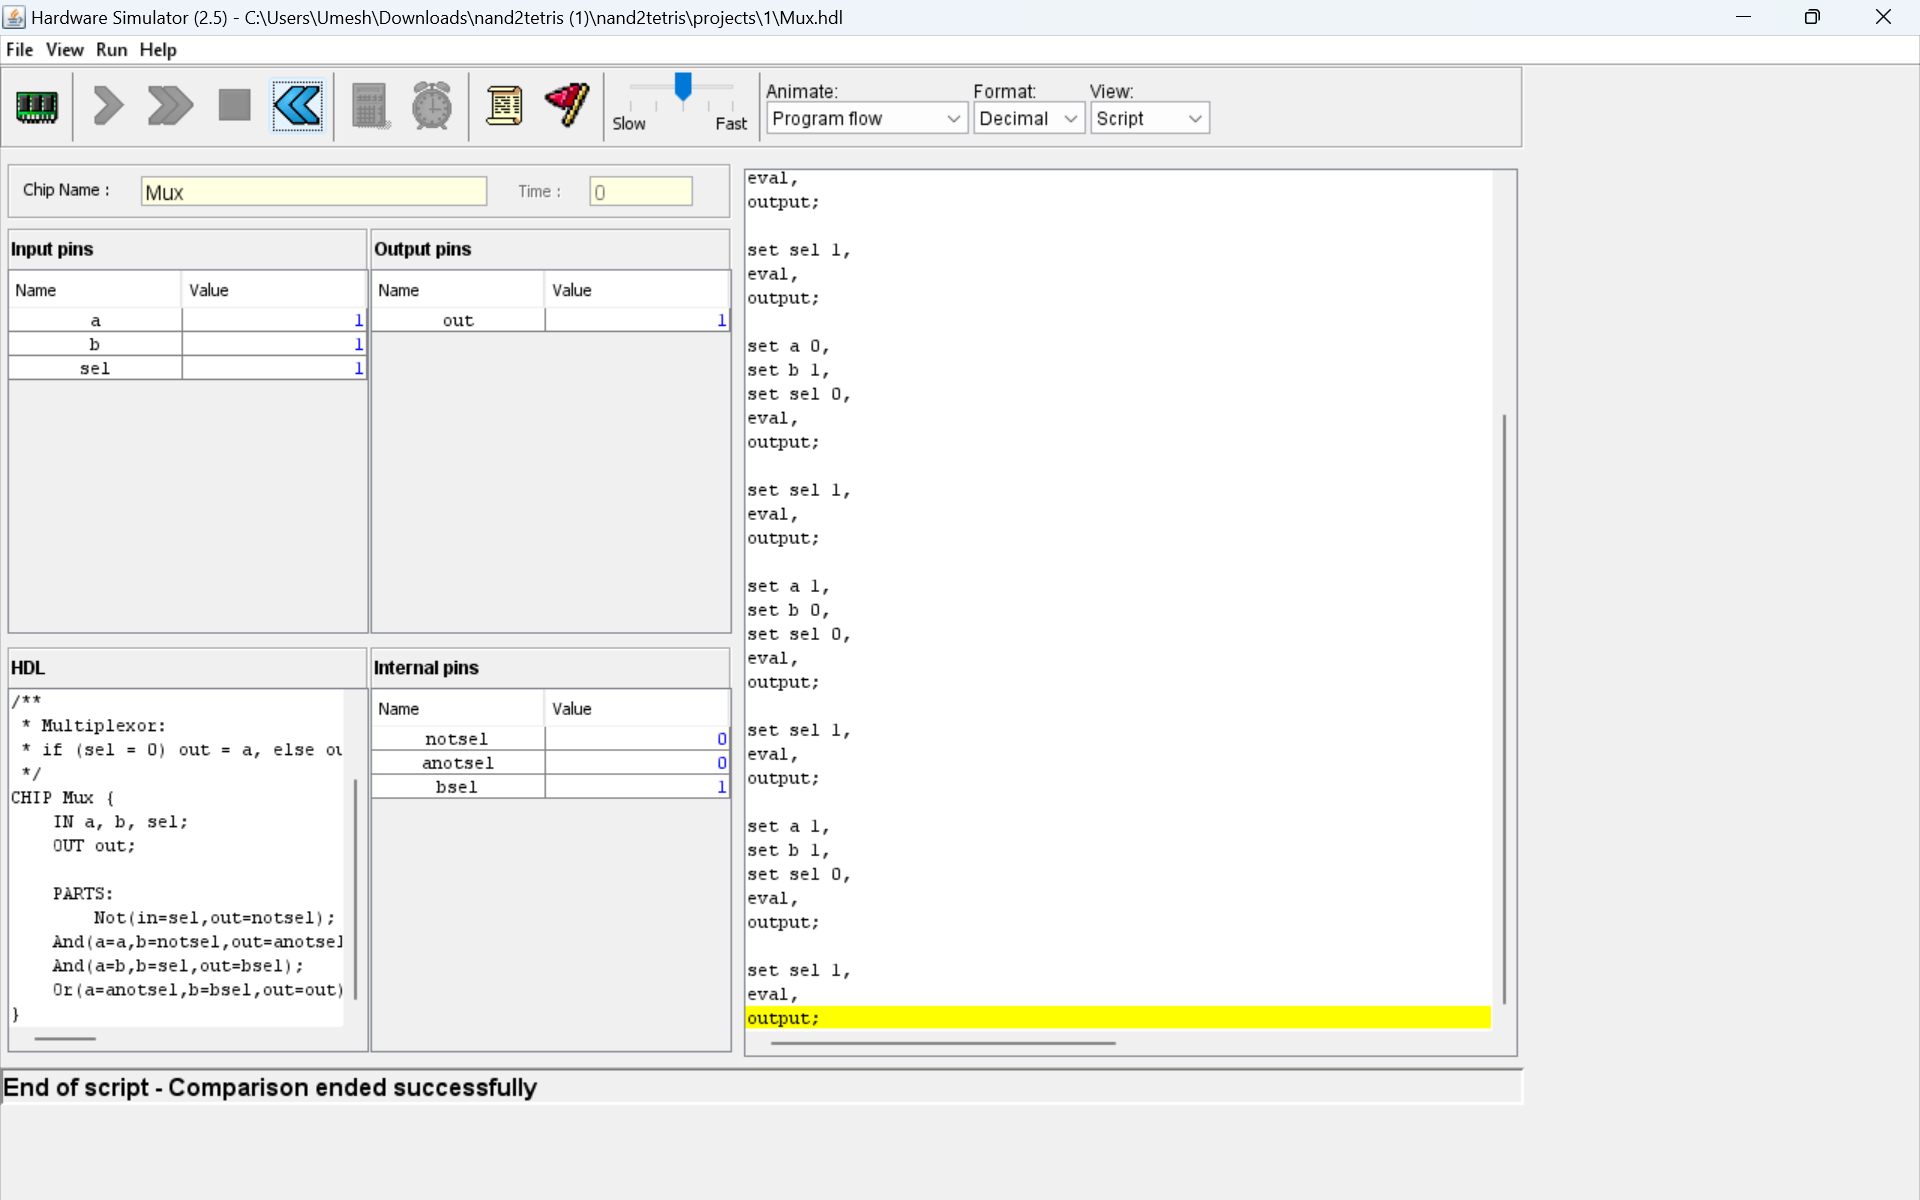 Hardware Simulator (2.5) - C:\Users\Umesh\Downloads\nand2tetris (1)\nand2tetris\projects\1\Mux.hdl
File View Run Help
Slow Fast
Animate:
Program flow
Format:
Decimal
View:
Script
Chip Name : Mux Time : 0
Input pins
Name Value
a 1
b 1
sel 1
Output pins
Name Value
out 1
HDL
/**
* Multiplexor:
* if (sel = 0) out = a, else ou
*/
CHIP Mux {
IN a, b, sel;
OUT out;
PARTS:
Not(in=sel,out=notsel);
And(a=a,b=notsel,out=anotsel
And(a=b,b=sel,out=bsel);
Or(a=anotsel,b=bsel,out=out)
}
Internal pins
Name Value
notsel 0
anotsel 0
bsel 1
eval,
output;
set sel 1,
eval,
output;
set a 0,
set b 1,
set sel 0,
eval,
output;
set sel 1,
eval,
output;
set a 1,
set b 0,
set sel 0,
eval,
output;
set sel 1,
eval,
output;
set a 1,
set b 1,
set sel 0,
eval,
output;
set sel 1,
eval,
output;
End of script - Comparison ended successfully